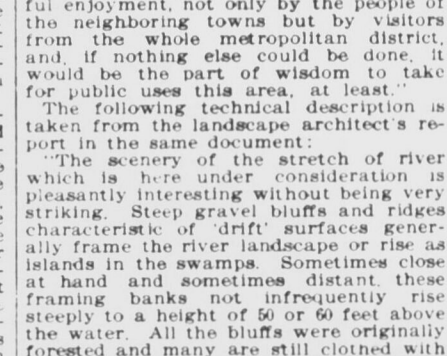 ful enjoyment, not only by the people of
the neighboring towns but by visitors
from the whole metropolitan district,
and, if nothing else could be done, it
would be the part of wisdom to take
for public uses this area, at least."
The following technical description is
taken from the landscape architect's re-
port in the same document:
"The scenery of the stretch of river
which is here under consideration is
pleasantly interesting without being very
striking. Steep gravel bluffs and ridges
characteristic of 'drift' surfaces gener-
ally frame the river landscape or rise as
islands in the swamps. Sometimes close
at hand and sometimes distant, these
framing banks not infrequently rise
steeply to a height of 50 or 60 feet above
the water. All the bluffs were originally
forested and many are still clothed with